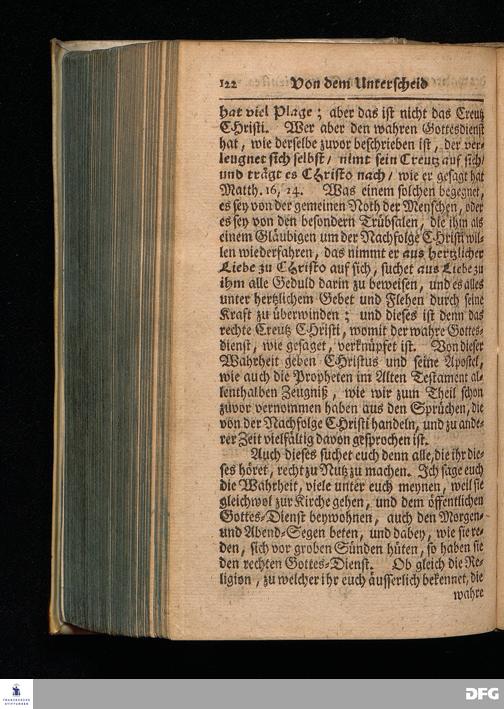 122 Von dem Unterscheid
hat viel Plage; aber das ist nicht das Creutz
CHristi. Wer aber den wahren Gottesdienst
hat, wie derselbe zuvor beschrieben ist, der ver-
leugnet sich selbst/ nimt sein Creutz auf sich/
und trägt es CHristo nach/ wie er gesagt hat
Matth. 16, 24. Was einem solchen begegnet,
es sey von der gemeinen Noth der Menschen, oder
es sey von den besondern Trübsalen, die ihm als
einem Gläubigen um der Nachfolge CHristi wil-
len wiederfahren, das nimmt er aus hertzlicher
Liebe zu CHristo auf sich, suchet aus Liebe zu
ihm alle Geduld darin zu beweisen, und es alles
unter hertzlichem Gebet und Flehen durch seine
Kraft zu überwinden; und dieses ist denn das
rechte Creutz CHristi, womit der wahre Gottes-
dienst, wie gesaget, verknüpfet ist. Von dieser
Wahrheit geben CHristus und seine Apostel,
wie auch die Propheten im Alten Testament al-
lenthalben Zeugniß, wie wir zum Theil schon
zuvor vernommen haben aus den Sprüchen, die
von der Nachfolge CHristi handeln, und zu ande-
rer Zeit vielfältig davon gesprochen ist.
Auch dieses suchet euch denn alle, die ihr die-
ses höret, recht zu Nutz zu machen. Ich sage euch
die Wahrheit, viele unter euch meynen, weil sie
gleichwol zur Kirche gehen, und dem öffentlichen
Gottes-Dienst beywohnen, auch den Morgen-
und Abend-Segen beten, und dabey, wie sie re-
den, sich vor groben Sünden hüten, so haben sie
den rechten Gottes-Dienst. Ob gleich die Re-
ligion, zu welcher ihr euch äusserlich bekennet, die
wahre
FRANCKESCHE STIFTUNGEN
DFG